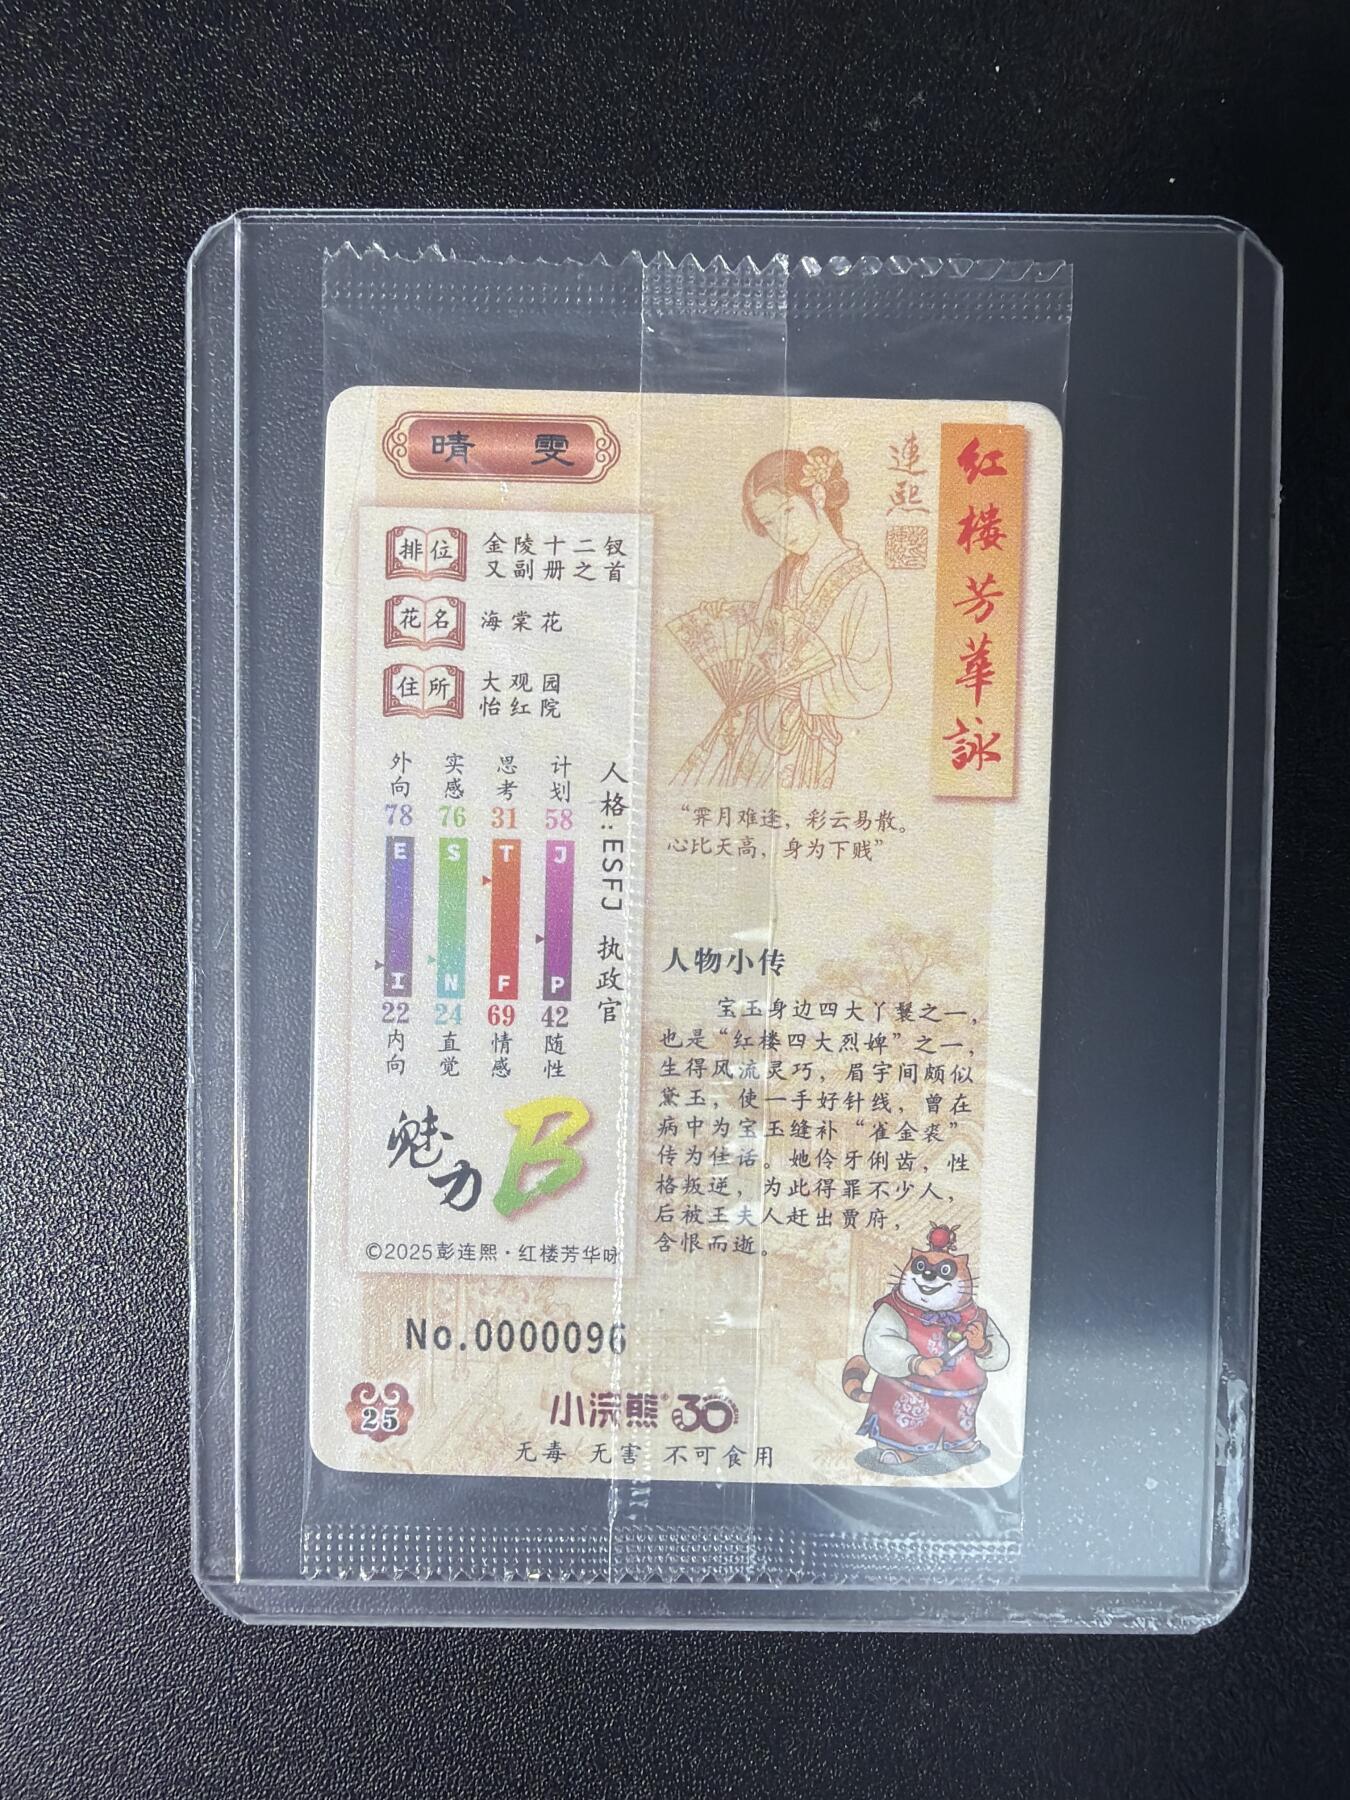 晴雯
排位
金陵十二钗
又副册之首
花名
海棠花
住所
大观园
怡红院
外向
实感
思考
计划
78
76
31
58
E
S
T
J
I
N
F
P
22
24
69
42
内向
直觉
情感
随性
人格:ESFJ 执政官
魅力
B
©2025彭连熙·红楼芳华咏
No.0000096
25
連熙
红楼芳華詠
“霁月难逢，彩云易散。
心比天高，身为下贱”
人物小传
宝玉身边四大丫鬟之一，
也是“红楼四大烈婢”之一，
生得风流灵巧，眉宇间颇似
黛玉，使一手好针线，曾在
病中为宝玉缝补“雀金裘”
传为佳话。她伶牙俐齿，性
格叛逆，为此得罪不少人，
后被王夫人赶出贾府，
含恨而逝。
小浣熊 30
无毒 无害 不可食用